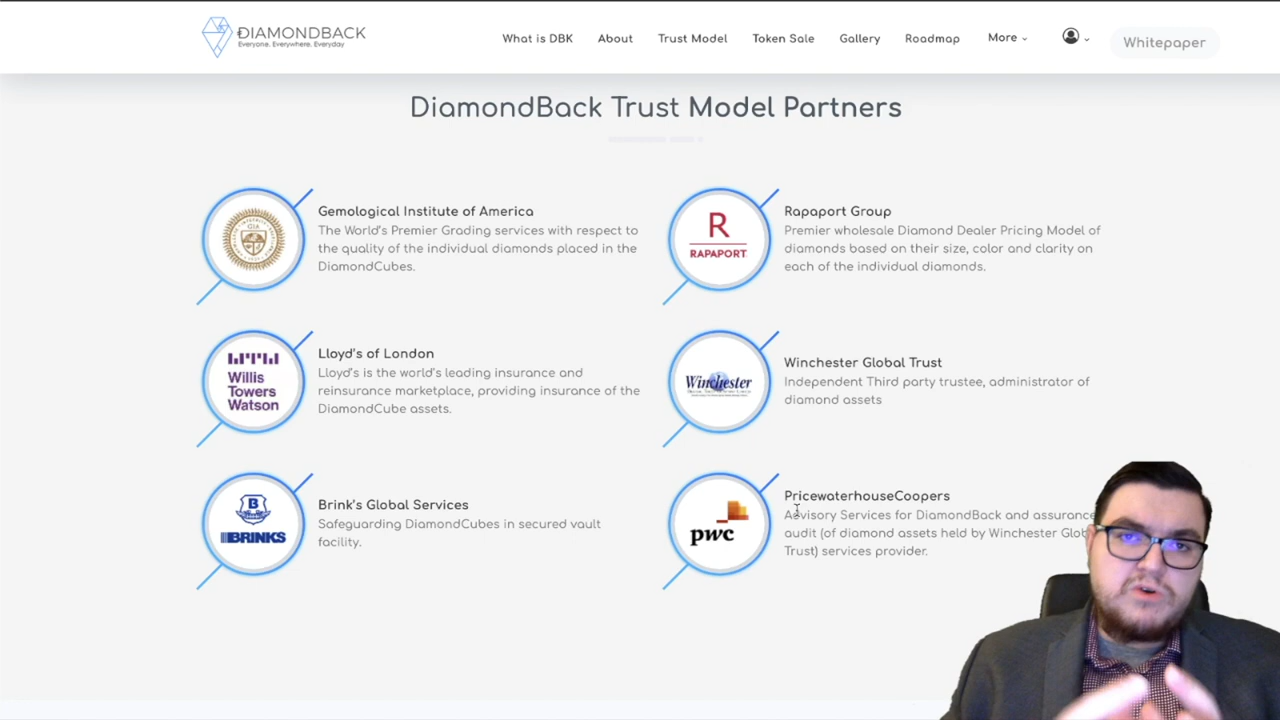 DIAMONDBACK
Everyone. Everywhere. Everyday
What is DBK
About
Trust Model
Token Sale
Gallery
Roadmap
More
Whitepaper
DiamondBack Trust Model Partners
GIA
Gemological Institute of America
The World's Premier Grading services with respect to
the quality of the individual diamonds placed in the
DiamondCubes.
R
RAPAPORT
Rapaport Group
Premier wholesale Diamond Dealer Pricing Model of
diamonds based on their size, color and clarity on
each of the individual diamonds.
Willis
Towers
Watson
Lloyd's of London
Lloyd's is the world's leading insurance and
reinsurance marketplace, providing insurance of the
DiamondCube assets.
Winchester
Winchester Global Trust
Independent Third party trustee, administrator of
diamond assets
B
BRINKS
Brink's Global Services
Safeguarding DiamondCubes in secured vault
facility.
pwc
PricewaterhouseCoopers
Advisory Services for DiamondBack and assurance
audit (of diamond assets held by Winchester Glob
Trust) services provider.